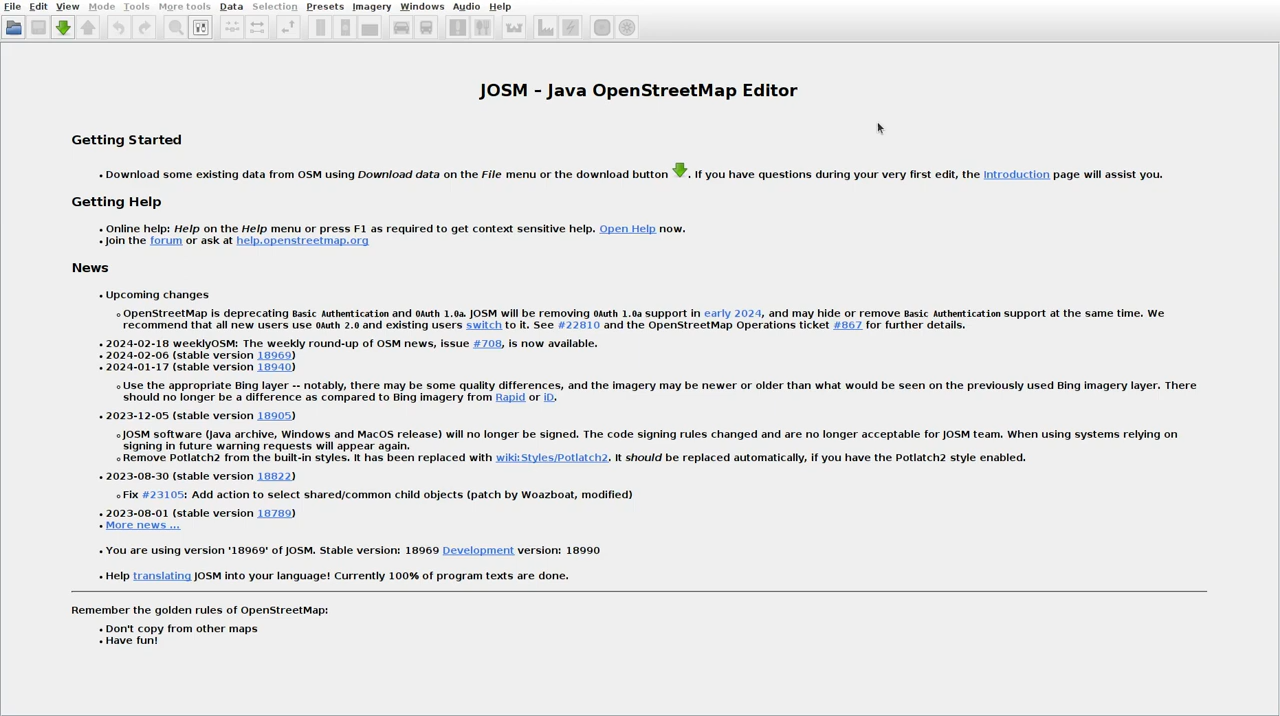 File Edit View Mode Tools More tools Data Selection Presets Imagery Windows Audio Help
JOSM – Java OpenStreetMap Editor
Getting Started
Download some existing data from OSM using Download data on the File menu or the download button . If you have questions during your very first edit, the Introduction page will assist you.
Getting Help
Online help: Help on the Help menu or press F1 as required to get context sensitive help. Open Help now.
Join the forum or ask at help.openstreetmap.org
News
Upcoming changes
OpenStreetMap is deprecating Basic Authentication and OAuth 1.0a. JOSM will be removing OAuth 1.0a support in early 2024, and may hide or remove Basic Authentication support at the same time. We
recommend that all new users use OAuth 2.0 and existing users switch to it. See #22810 and the OpenStreetMap Operations ticket #867 for further details.
2024-02-18 weeklyOSM: The weekly round-up of OSM news, issue #708, is now available.
2024-02-06 (stable version 18969)
2024-01-17 (stable version 18940)
Use the appropriate Bing layer -- notably, there may be some quality differences, and the imagery may be newer or older than what would be seen on the previously used Bing imagery layer. There
should no longer be a difference as compared to Bing imagery from Rapid or iD.
2023-12-05 (stable version 18905)
JOSM software (Java archive, Windows and MacOS release) will no longer be signed. The code signing rules changed and are no longer acceptable for JOSM team. When using systems relying on
signing in future warning requests will appear again.
Remove Potlatch2 from the built-in styles. It has been replaced with wiki:Styles/Potlatch2. It should be replaced automatically, if you have the Potlatch2 style enabled.
2023-08-30 (stable version 18822)
Fix #23105: Add action to select shared/common child objects (patch by Woazboat, modified)
2023-08-01 (stable version 18789)
More news ...
You are using version '18969' of JOSM. Stable version: 18969 Development version: 18990
Help translating JOSM into your language! Currently 100% of program texts are done.
Remember the golden rules of OpenStreetMap:
Don't copy from other maps
Have fun!